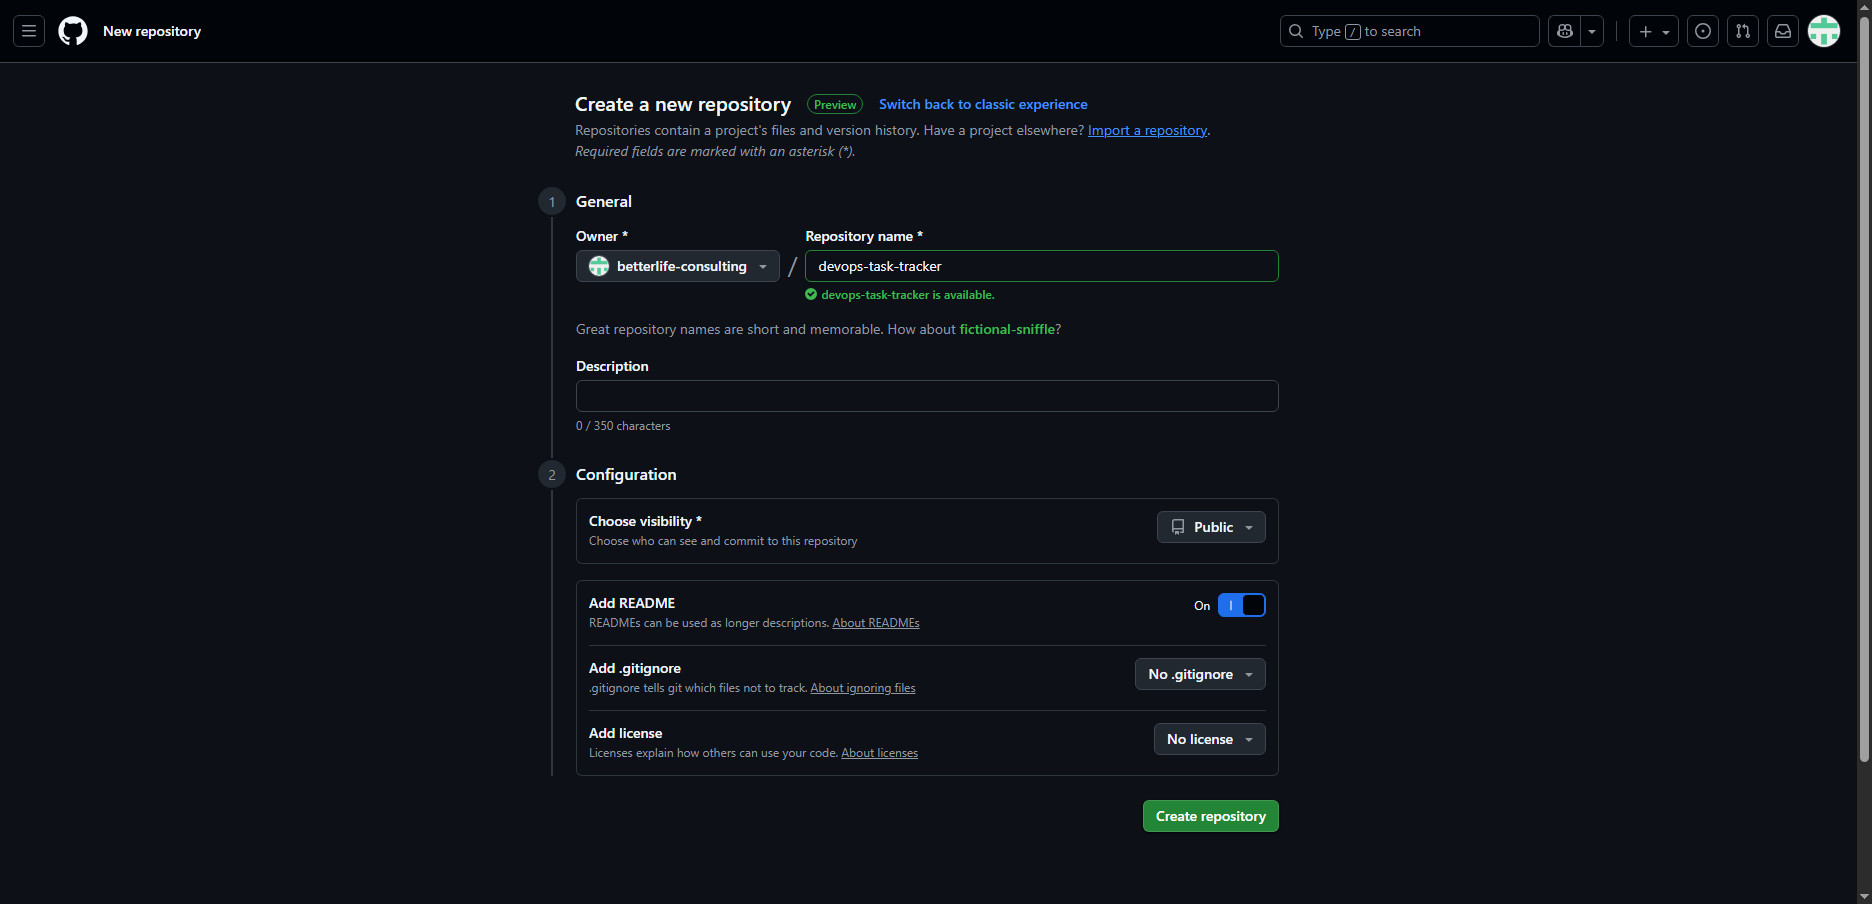 New repository
Type / to search
Create a new repository Preview Switch back to classic experience
Repositories contain a project's files and version history. Have a project elsewhere? Import a repository.
Required fields are marked with an asterisk (*).
1 General
Owner * Repository name *
betterlife-consulting / devops-task-tracker
devops-task-tracker is available.
Great repository names are short and memorable. How about fictional-sniffle?
Description
0 / 350 characters
2 Configuration
Choose visibility *
Choose who can see and commit to this repository
Public
Add README
READMEs can be used as longer descriptions. About READMEs
On
Add .gitignore
.gitignore tells git which files not to track. About ignoring files
No .gitignore
Add license
Licenses explain how others can use your code. About licenses
No license
Create repository